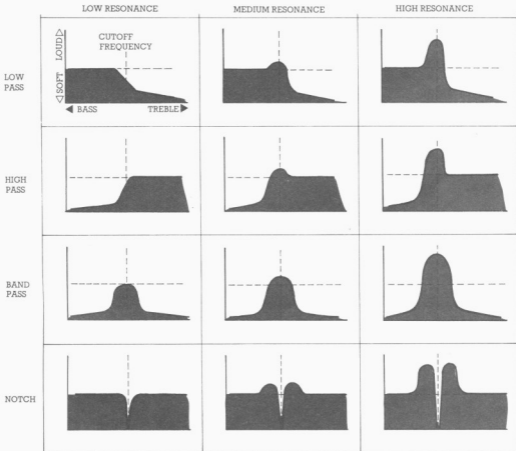 LOW RESONANCE
MEDIUM RESONANCE
HIGH RESONANCE
LOW
PASS
LOUD
SOFT
CUTOFF
FREQUENCY
BASS
TREBLE
HIGH
PASS
BAND
PASS
NOTCH